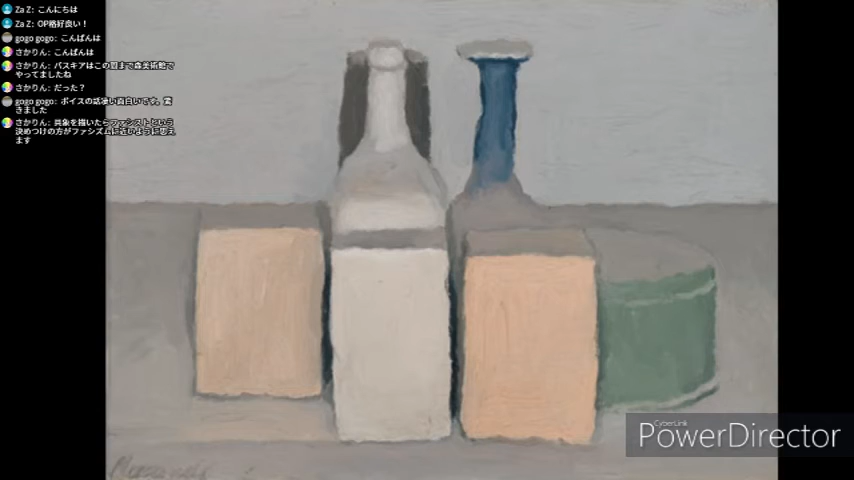 Za Z: こんにちは
Za Z: OP格好良い！
gogo gogo: こんばんは
さかりん: こんばんは
さかりん: バスキアはこの間まで森美術館で
やってましたね
さかりん: だった？
gogo gogo: ボイスの話凄い面白いです。驚
きました
さかりん: 具象を描いたらファシストという
決めつけの方がファシズムに近いように思え
ます
CyberLink
PowerDirector